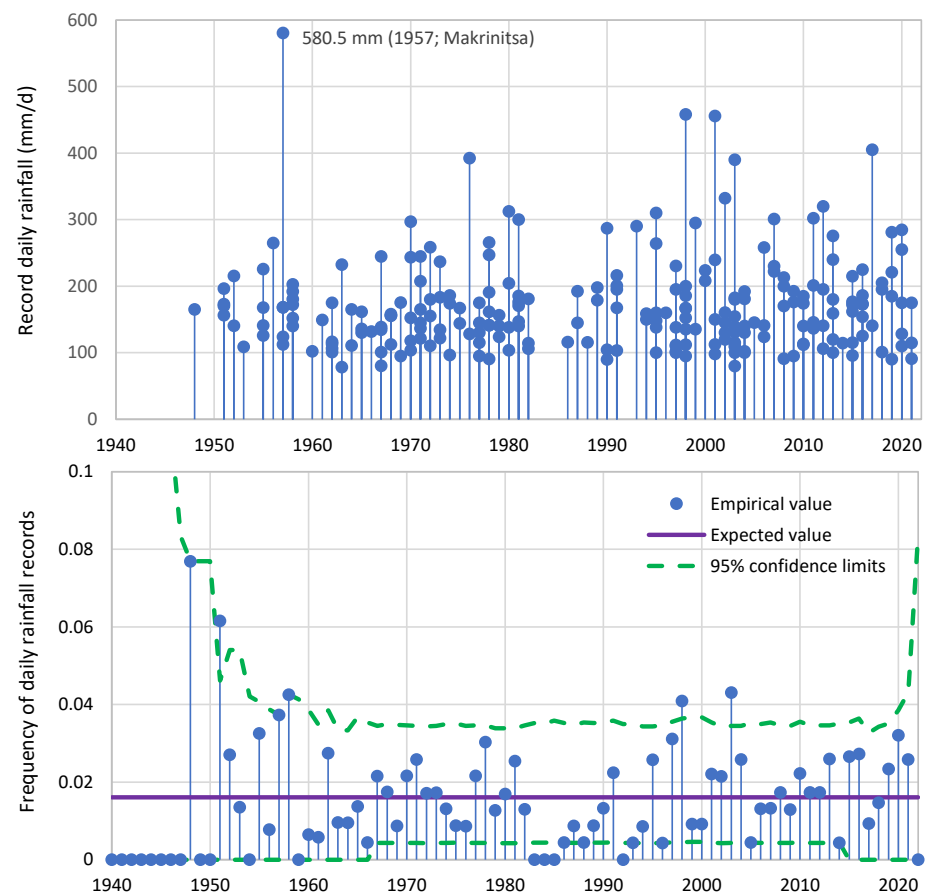 600
580.5 mm (1957; Makrinitsa)
500
400
300
200
100
0
Record daily rainfall (mm/d)
1940 1950 1960 1970 1980 1990 2000 2010 2020
0.1
Empirical value
Expected value
0.08
95% confidence limits
0.06
0.04
0.02
0
Frequency of daily rainfall records
1940 1950 1960 1970 1980 1990 2000 2010 2020